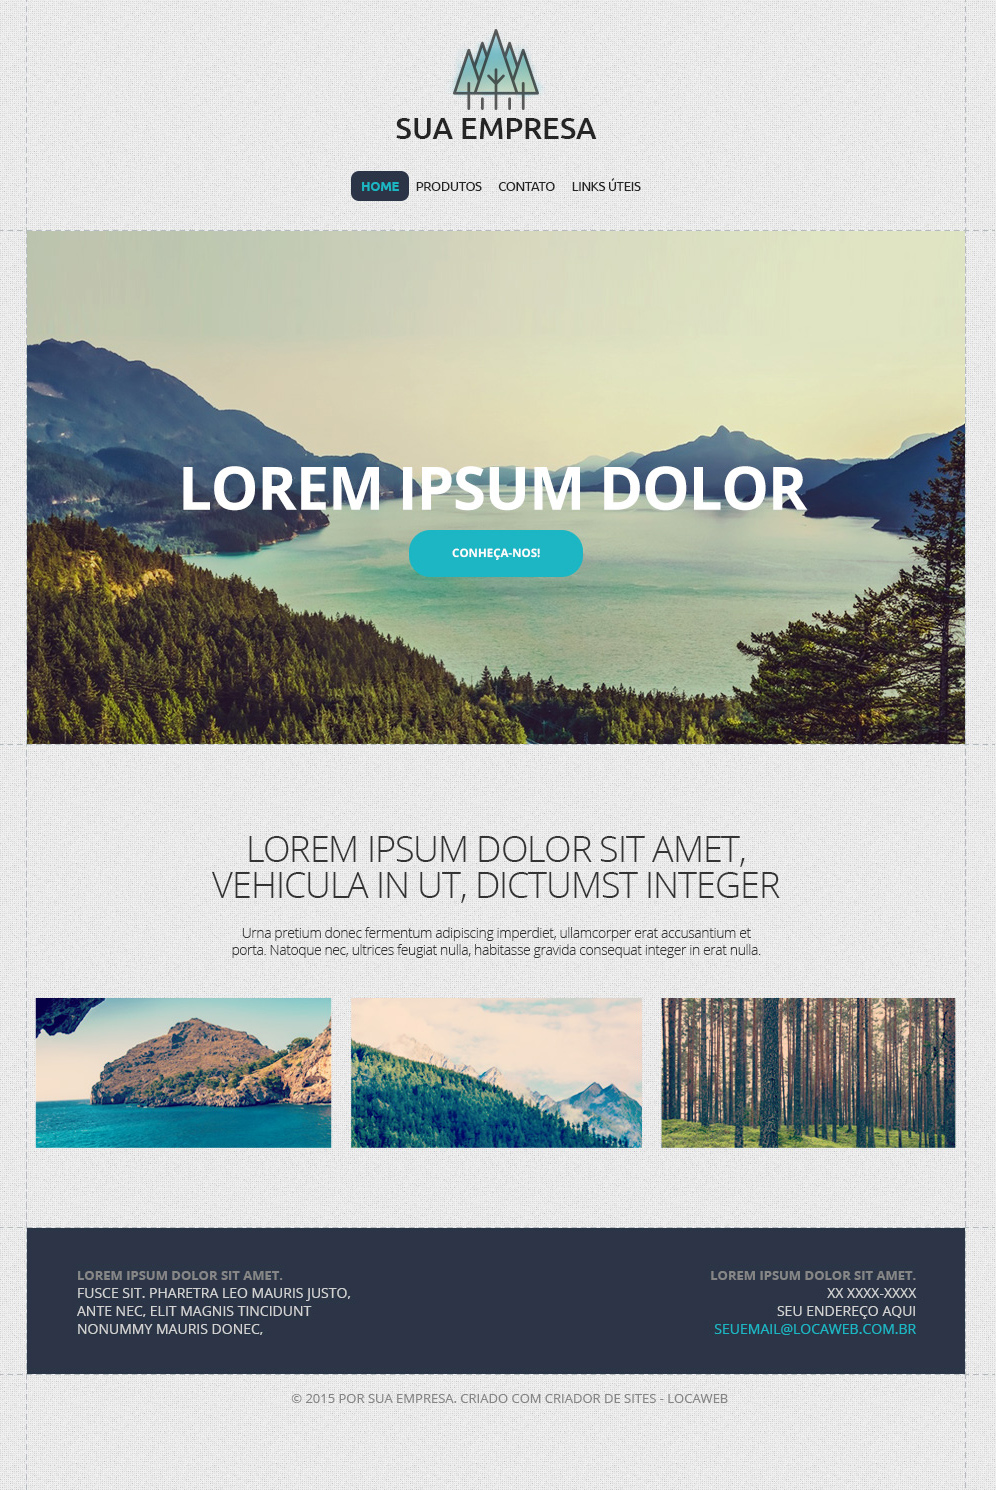 SUA EMPRESA
HOME PRODUTOS CONTATO LINKS ÚTEIS
LOREM IPSUM DOLOR
CONHEÇA-NOS!
LOREM IPSUM DOLOR SIT AMET,
VEHICULA IN UT, DICTUMST INTEGER
Urna pretium donec fermentum adipiscing imperdiet, ullamcorper erat accusantium et
porta. Natoque nec, ultrices feugiat nulla, habitasse gravida consequat integer in erat nulla.
LOREM IPSUM DOLOR SIT AMET.
FUSCE SIT. PHARETRA LEO MAURIS JUSTO,
ANTE NEC, ELIT MAGNIS TINCIDUNT
NONUMMY MAURIS DONEC,
LOREM IPSUM DOLOR SIT AMET.
XX XXXX-XXXX
SEU ENDEREÇO AQUI
SEUEMAIL@LOCAWEB.COM.BR
© 2015 POR SUA EMPRESA. CRIADO COM CRIADOR DE SITES - LOCAWEB